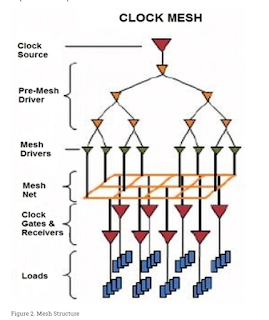 CLOCK MESH
Clock
Source
Pre-Mesh
Driver
Mesh
Drivers
Mesh
Net
Clock
Gates &
Receivers
Loads
Figure 2. Mesh Structure